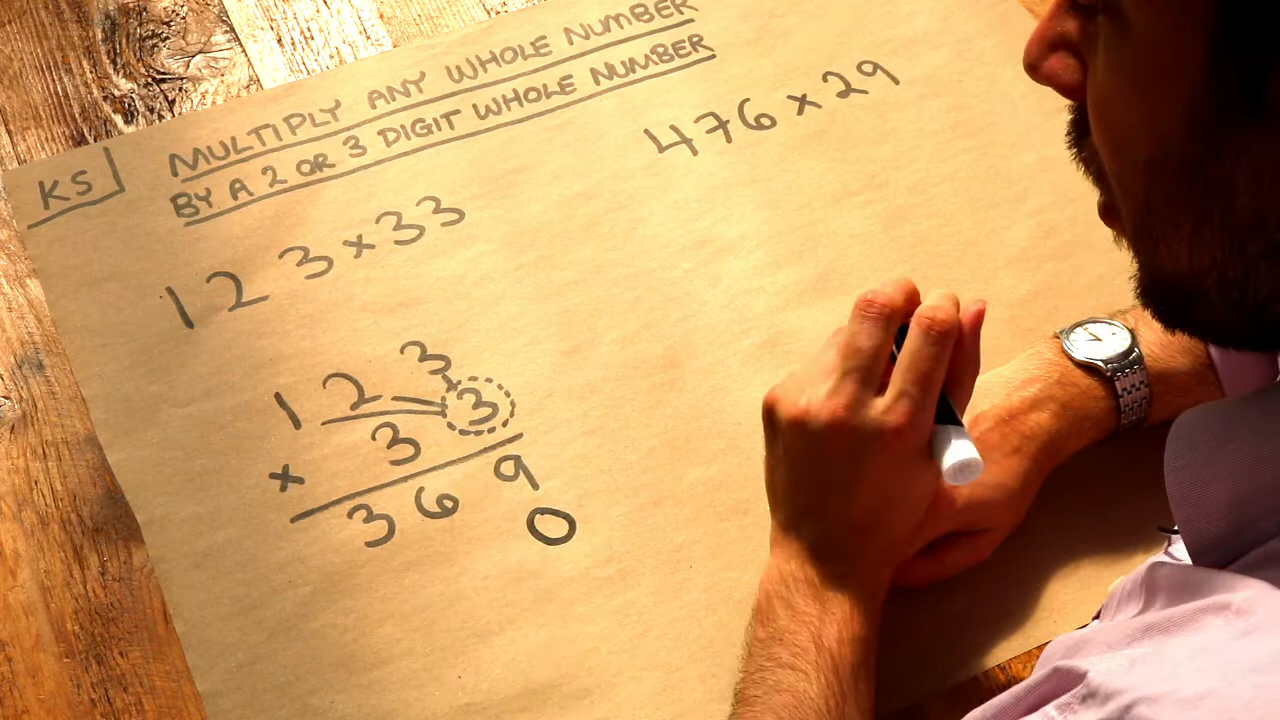 KS
MULTIPLY ANY WHOLE NUMBER
BY A 2 OR 3 DIGIT WHOLE NUMBER
123×33
123
× 33
369
0
476×29